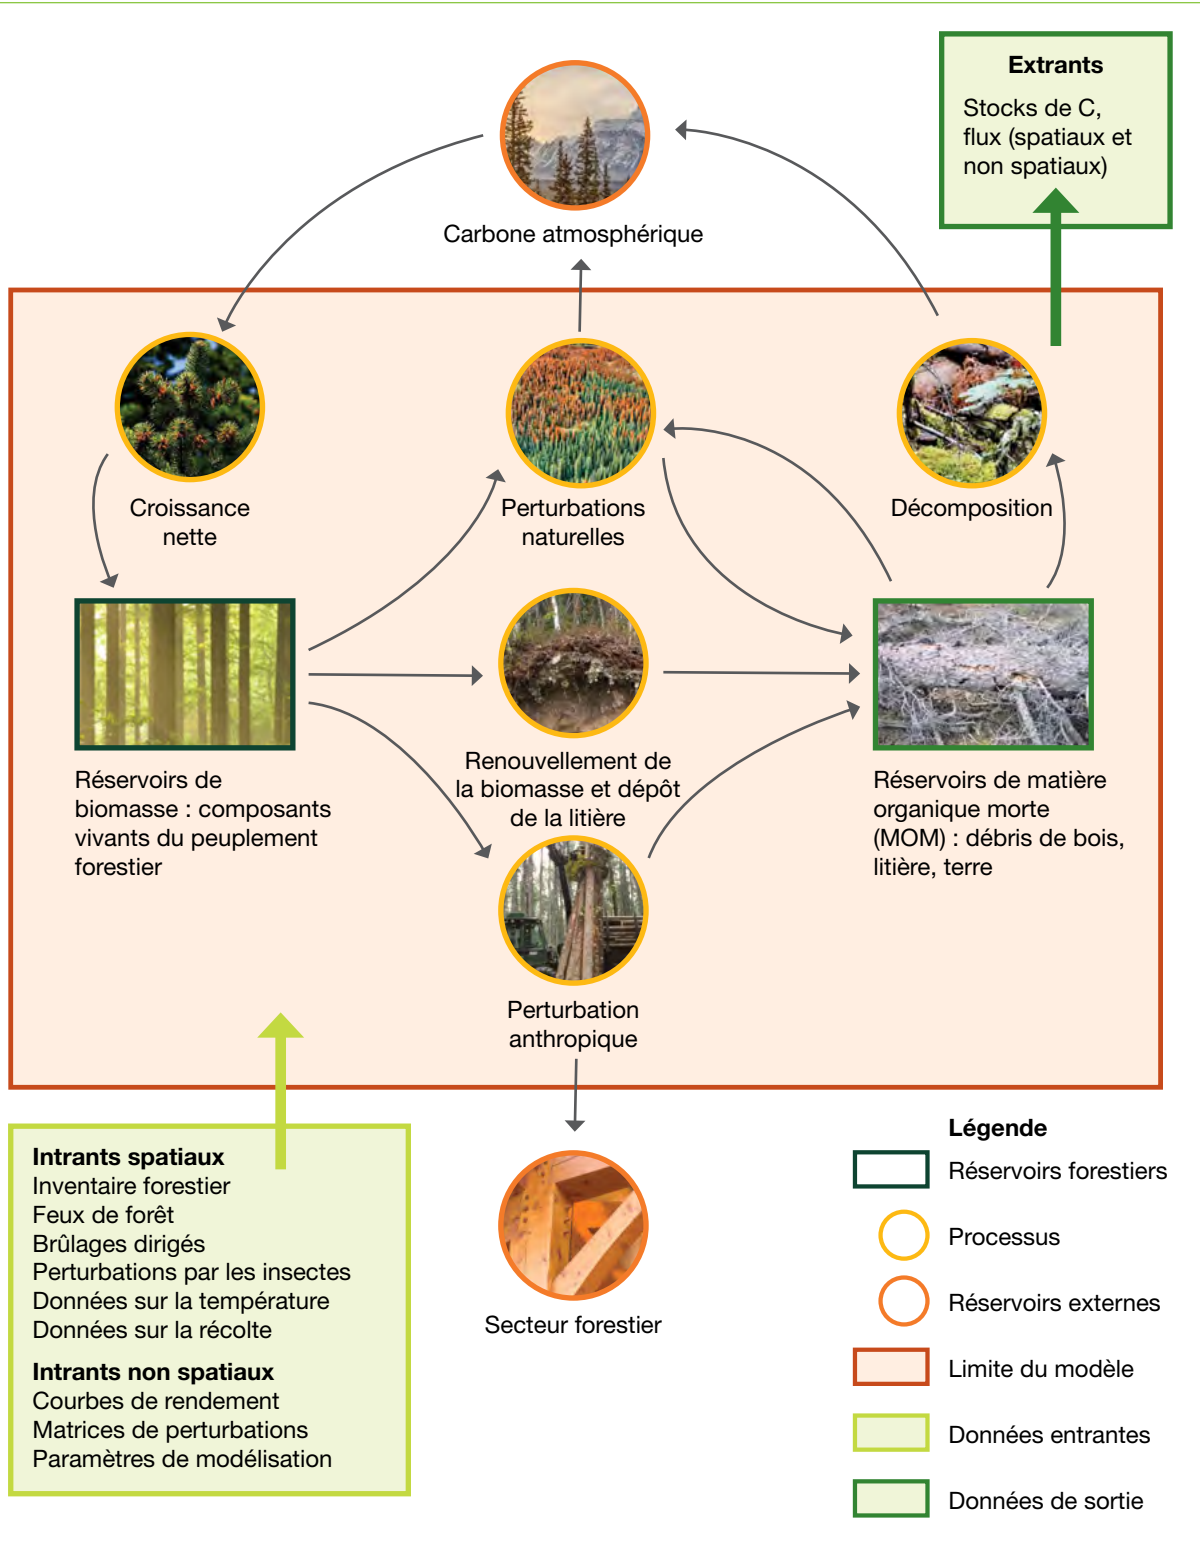 Extrants
Stocks de C,
flux (spatiaux et
non spatiaux)
Carbone atmosphérique
Croissance
nette
Perturbations
naturelles
Décomposition
Renouvellement de
la biomasse et dépôt
de la litière
Réservoirs de
biomasse : composants
vivants du peuplement
forestier
Réservoirs de matière
organique morte
(MOM) : débris de bois,
litière, terre
Perturbation
anthropique
Secteur forestier
Intrants spatiaux
Inventaire forestier
Feux de forêt
Brûlages dirigés
Perturbations par les insectes
Données sur la température
Données sur la récolte
Intrants non spatiaux
Courbes de rendement
Matrices de perturbations
Paramètres de modélisation
Légende
Réservoirs forestiers
Processus
Réservoirs externes
Limite du modèle
Données entrantes
Données de sortie